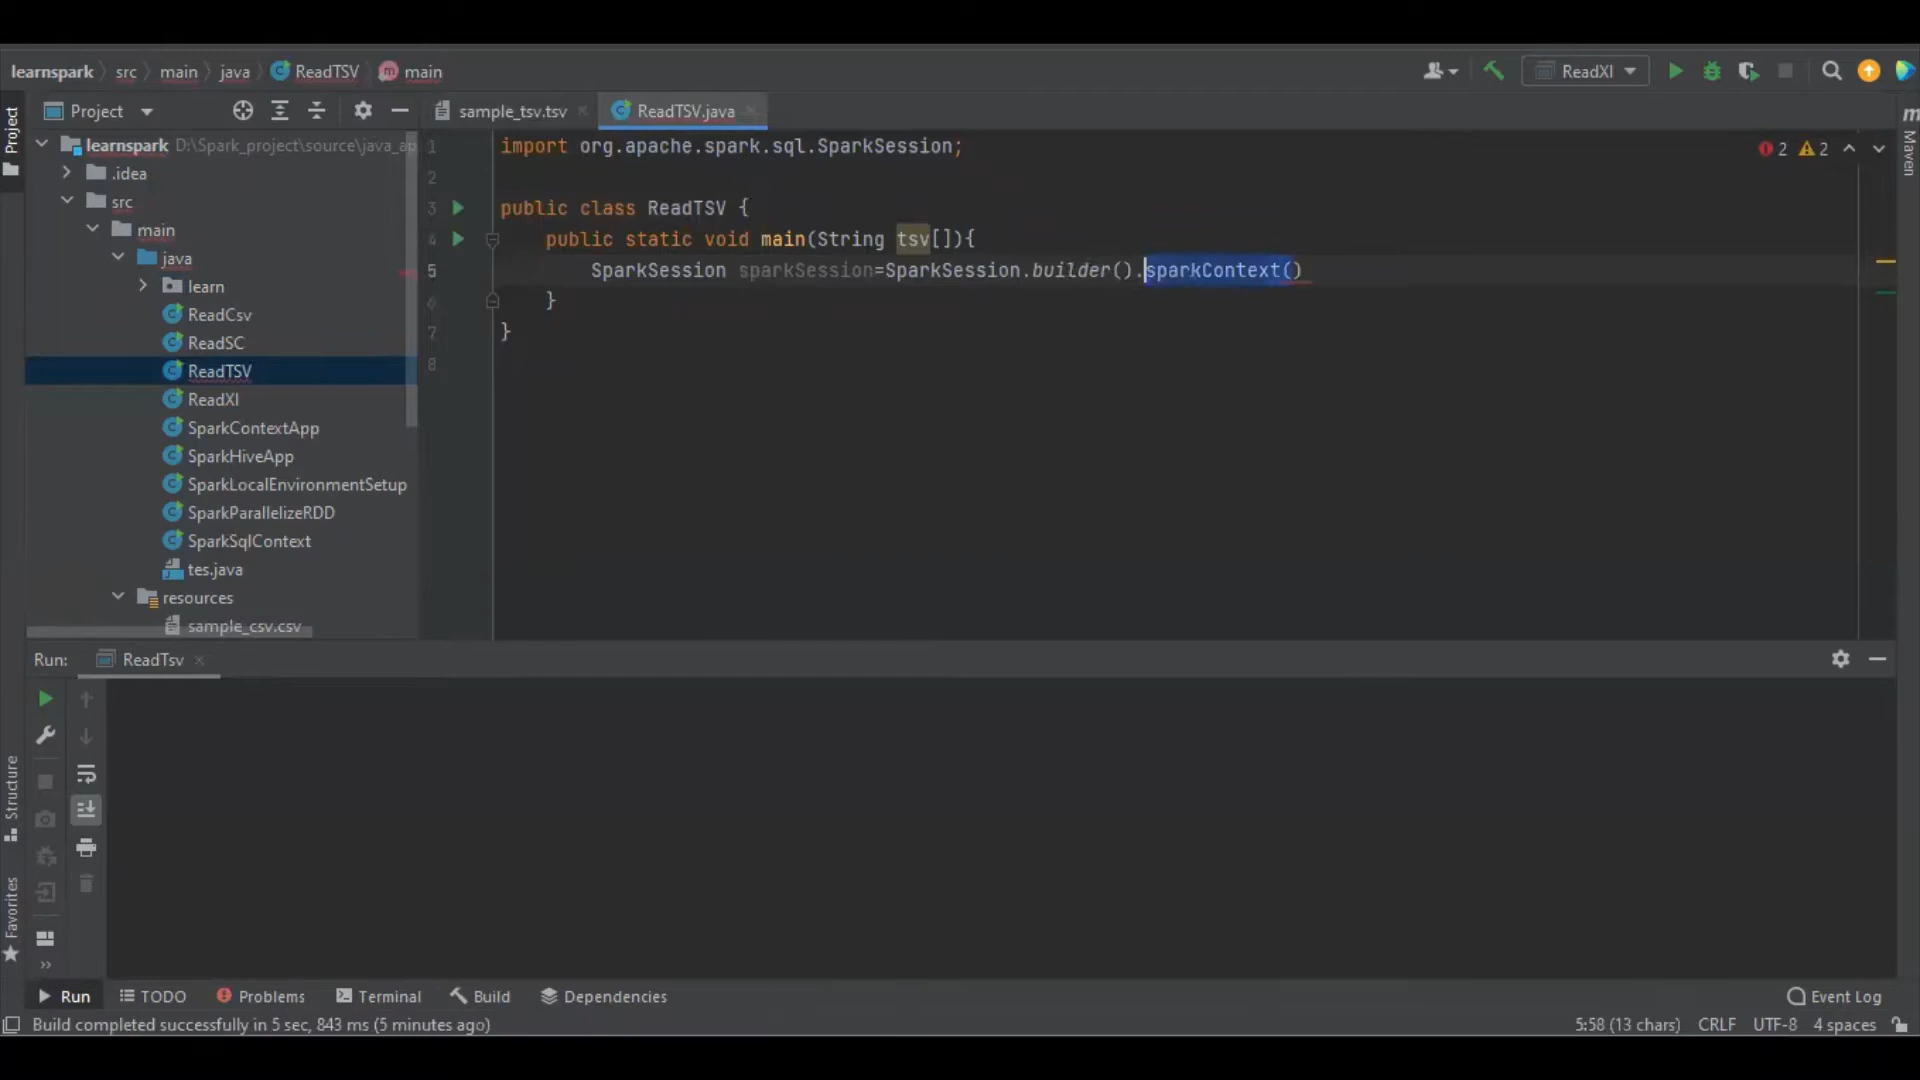 learnspark src main java ReadTSV main ReadXI
Project sample_tsv.tsv ReadTSV.java
Project
Maven
learnspark D:\Spark_project\source\java_ap
.idea
src
main
java
learn
ReadCsv
ReadSC
ReadTSV
ReadXI
SparkContextApp
SparkHiveApp
SparkLocalEnvironmentSetup
SparkParallelizeRDD
SparkSqlContext
tes.java
resources
sample_csv.csv
1 import org.apache.spark.sql.SparkSession;
2 2
2
3 public class ReadTSV {
4 public static void main(String tsv[]){
5 SparkSession sparkSession=SparkSession.builder().sparkContext()
6 }
7 }
8
Run: ReadTsv
Structure
Favorites
Run TODO Problems Terminal Build Dependencies Event Log
Build completed successfully in 5 sec, 843 ms (5 minutes ago) 5:58 (13 chars) CRLF UTF-8 4 spaces